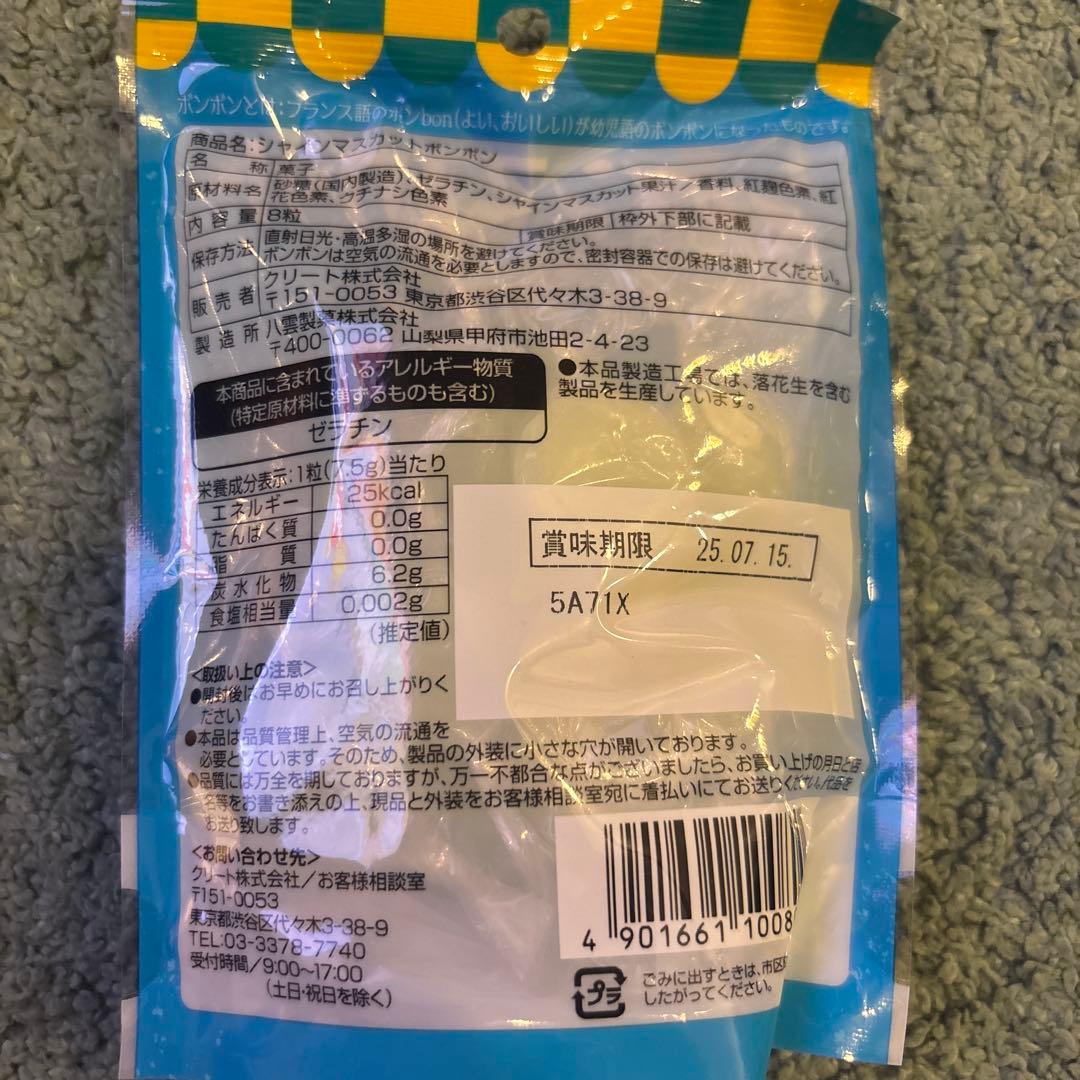 ボンボンとは:フランス語のボンbon(よい、おいしい)が幼児語のボンボンになったものです。
商品名:シャインマスカットボンボン
名 称 菓子
原材料名 砂糖(国内製造)、ゼラチン、シャインマスカット果汁/香料、紅麹色素、紅
花色素、クチナシ色素
内容量 8粒 賞味期限 枠外下部に記載
保存方法 直射日光・高温多湿の場所を避けてください。
ボンボンは空気の流通を必要としますので、密封容器での保存は避けてください。
販売者 クリート株式会社
〒151-0053 東京都渋谷区代々木3-38-9
製造所 八雲製菓株式会社
〒400-0062 山梨県甲府市池田2-4-23
本商品に含まれているアレルギー物質
(特定原材料に準ずるものも含む)
ゼラチン
●本品製造工場では、落花生を含む
製品を生産しています。
栄養成分表示:1粒(7.5g)当たり
エネルギー 25kcal
たんぱく質 0.0g
脂質 0.0g
炭水化物 6.2g
食塩相当量 0.002g
(推定値)
賞味期限 25.07.15.
5A71X
<取扱い上の注意>
●開封後はお早めにお召し上がりく
ださい。
●本品は品質管理上、空気の流通を
必要としています。そのため、製品の外装に小さな穴が開いております。
●品質には万全を期しておりますが、万一不都合な点がございましたら、お買い上げの月日と店
名等をお書き添えの上、現品と外装をお客様相談室宛に着払いにてお送りください。代品を
お送り致します。
<お問い合わせ先>
クリート株式会社/お客様相談室
〒151-0053
東京都渋谷区代々木3-38-9
TEL:03-3378-7740
受付時間/9:00~17:00
(土日・祝日を除く)
4 901661 1008
プラ
ごみに出すときは、市区
したがってください。